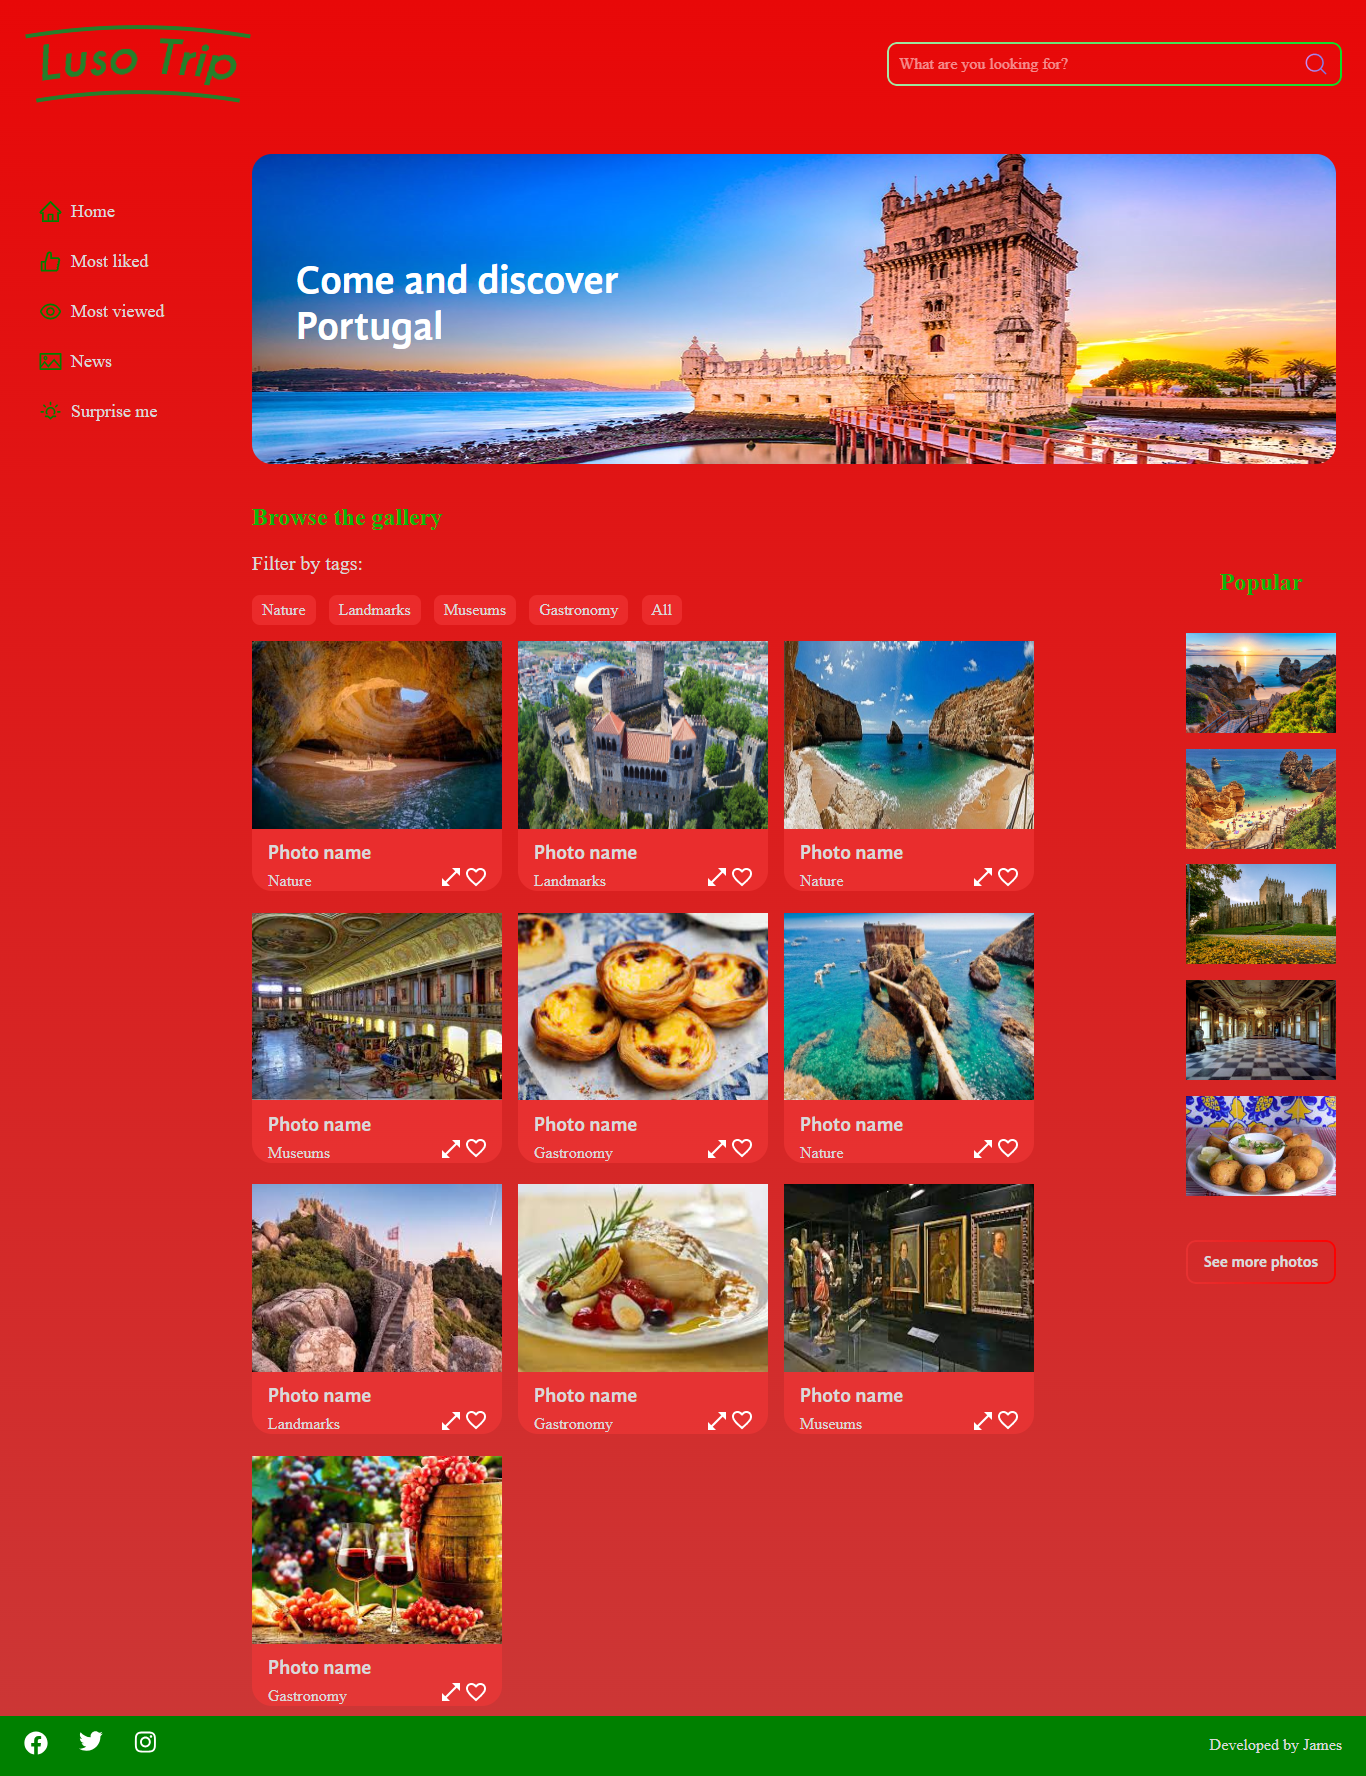 Luso Trip
What are you looking for?
Home
Most liked
Most viewed
News
Surprise me
Come and discover
Portugal
Browse the gallery
Filter by tags:
Nature
Landmarks
Museums
Gastronomy
All
Popular
Photo name
Nature
Photo name
Landmarks
Photo name
Nature
Photo name
Museums
Photo name
Gastronomy
Photo name
Nature
Photo name
Landmarks
Photo name
Gastronomy
Photo name
Museums
See more photos
Photo name
Gastronomy
Developed by James